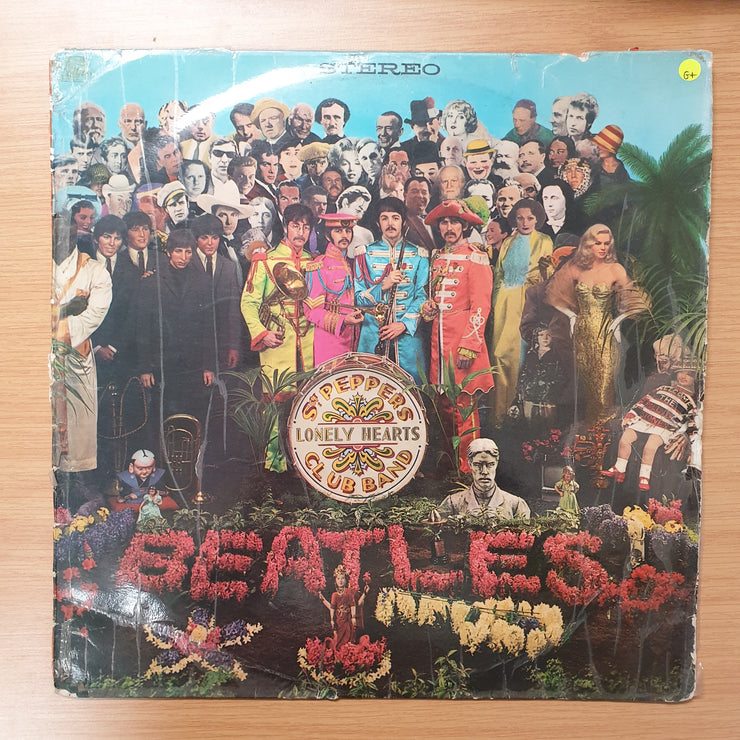 STEREO
G+
Sgt. PEPPERS
LONELY HEARTS
CLUB BAND
BEATLES